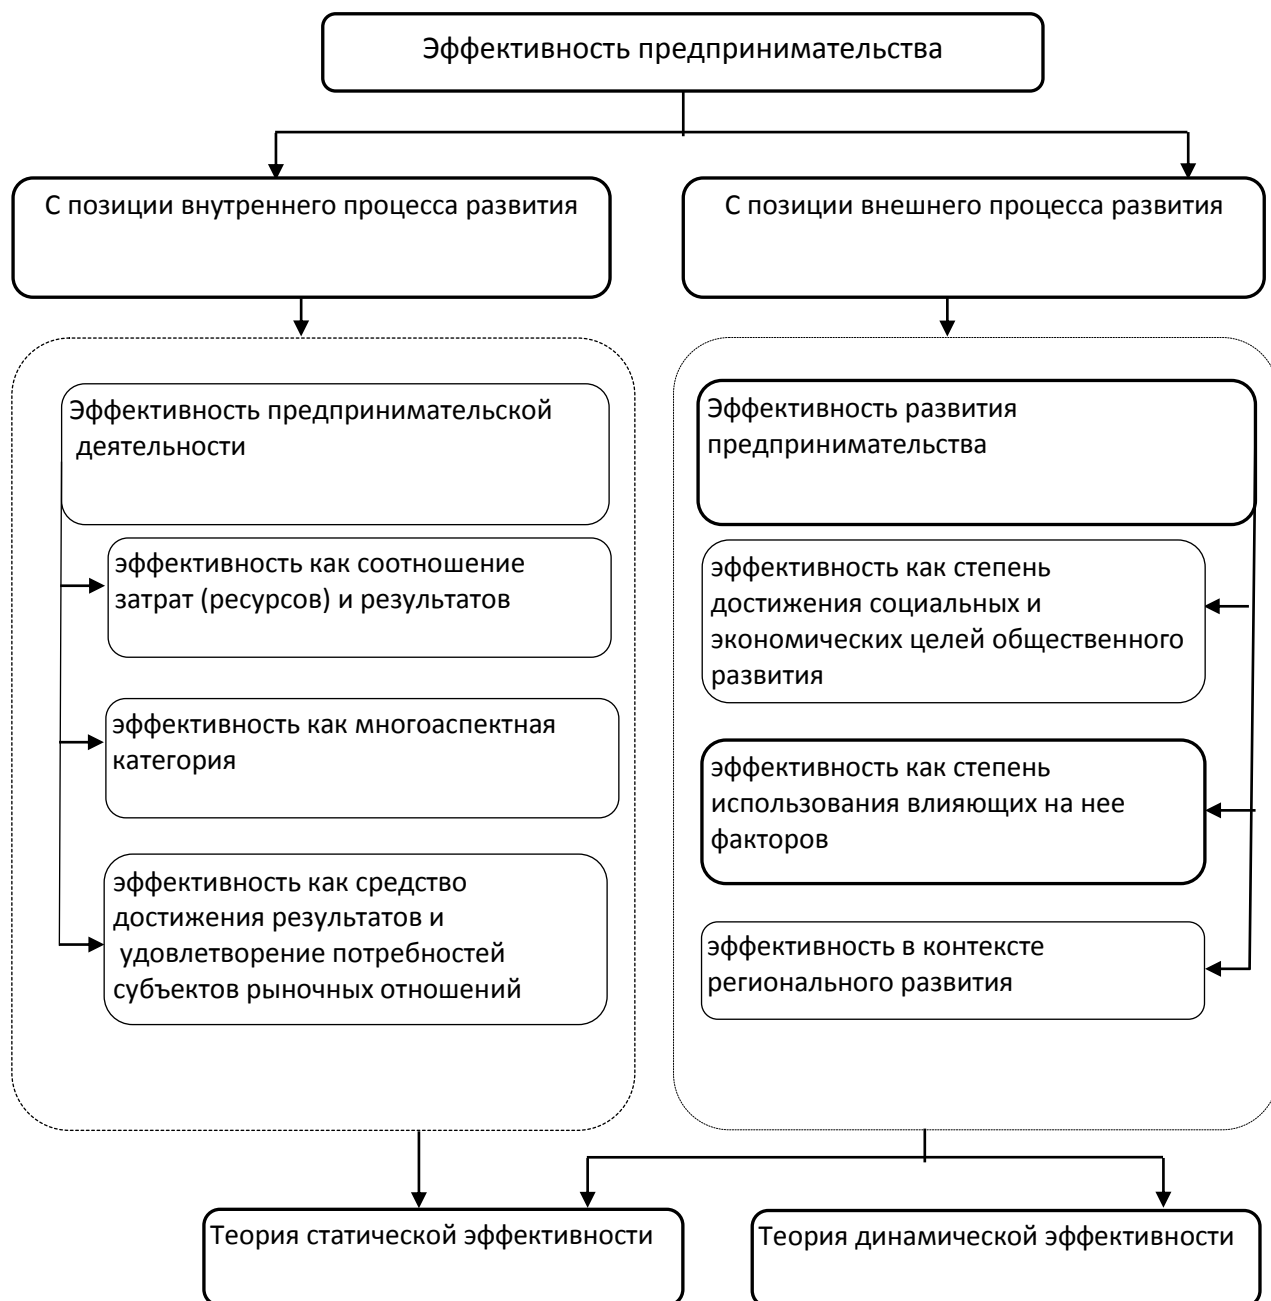 Эффективность предпринимательства
С позиции внутреннего процесса развития
С позиции внешнего процесса развития
Эффективность предпринимательской
деятельности
эффективность как соотношение
затрат (ресурсов) и результатов
эффективность как многоаспектная
категория
эффективность как средство
достижения результатов и
удовлетворение потребностей
субъектов рыночных отношений
Эффективность развития
предпринимательства
эффективность как степень
достижения социальных и
экономических целей общественного
развития
эффективность как степень
использования влияющих на нее
факторов
эффективность в контексте
регионального развития
Теория статической эффективности
Теория динамической эффективности